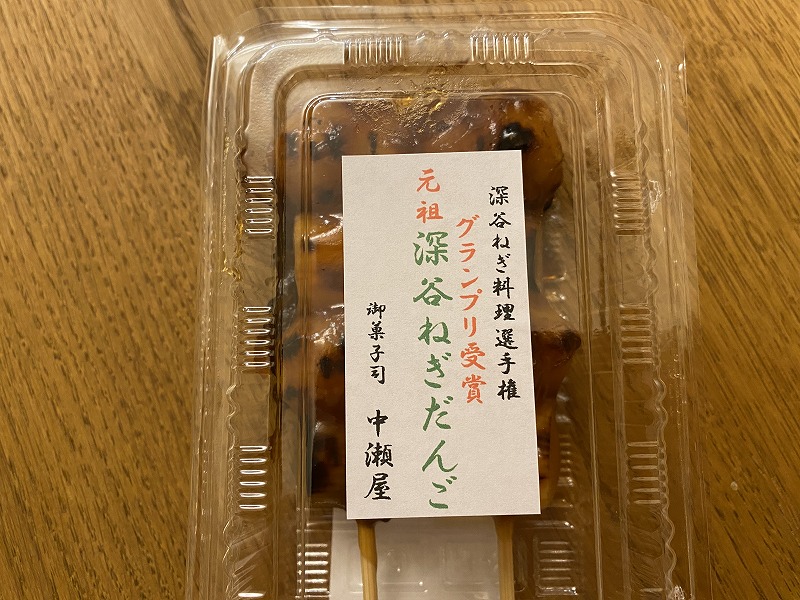 深谷ねぎ料理選手権
グランプリ受賞
元祖深谷ねぎだんご
御菓子司 中瀬屋